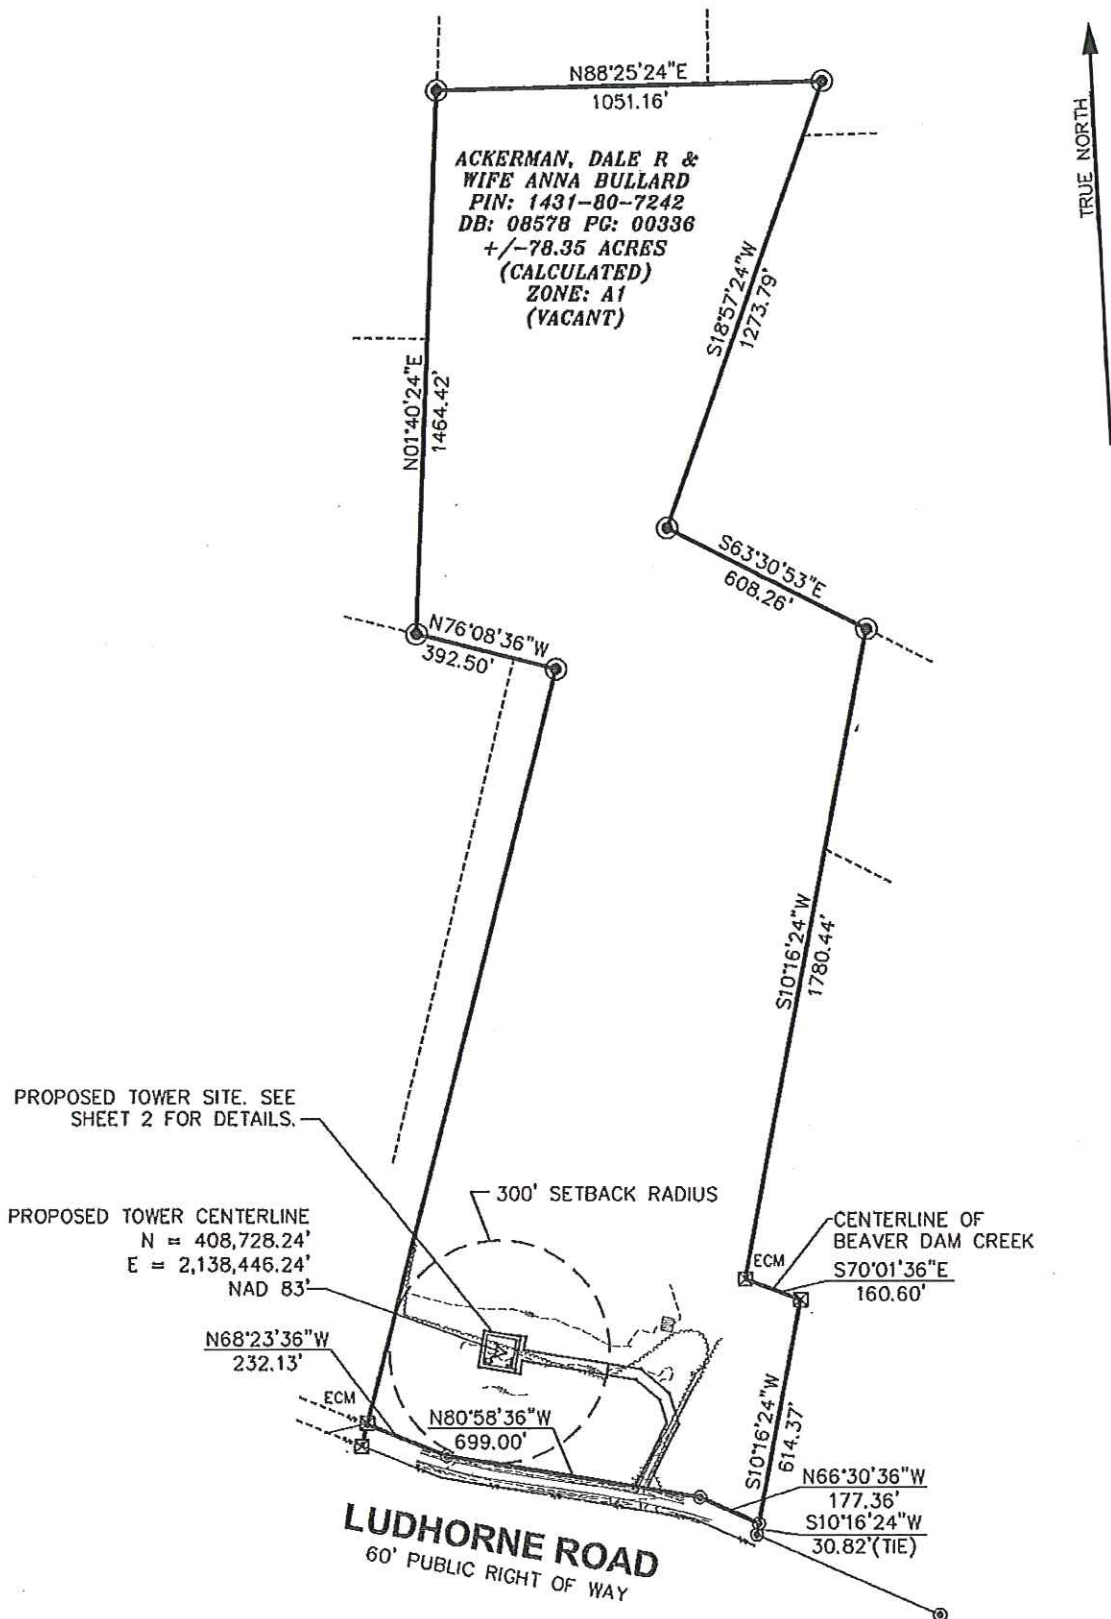 N88°25'24"E
1051.16'
TRUE NORTH
ACKERMAN, DALE R &
WIFE ANNA BULLARD
PIN: 1431-80-7242
DB: 08578 PG: 00336
+/-78.35 ACRES
(CALCULATED)
ZONE: A1
(VACANT)
S18°57'24"W
1273.79'
N01°40'24"E
1464.42'
S63°30'53"E
608.26'
N76°08'36"W
392.50'
S10°16'24"W
1780.44'
PROPOSED TOWER SITE. SEE
SHEET 2 FOR DETAILS.
300' SETBACK RADIUS
PROPOSED TOWER CENTERLINE
N = 408,728.24'
E = 2,138,446.24'
NAD 83'
CENTERLINE OF
BEAVER DAM CREEK
ECM
S70°01'36"E
160.60'
N68°23'36"W
232.13'
ECM
N80°58'36"W
699.00'
S10°16'24"W
614.37'
N66°30'36"W
177.36'
S10°16'24"W
30.82'(TIE)
LUDHORNE ROAD
60' PUBLIC RIGHT OF WAY